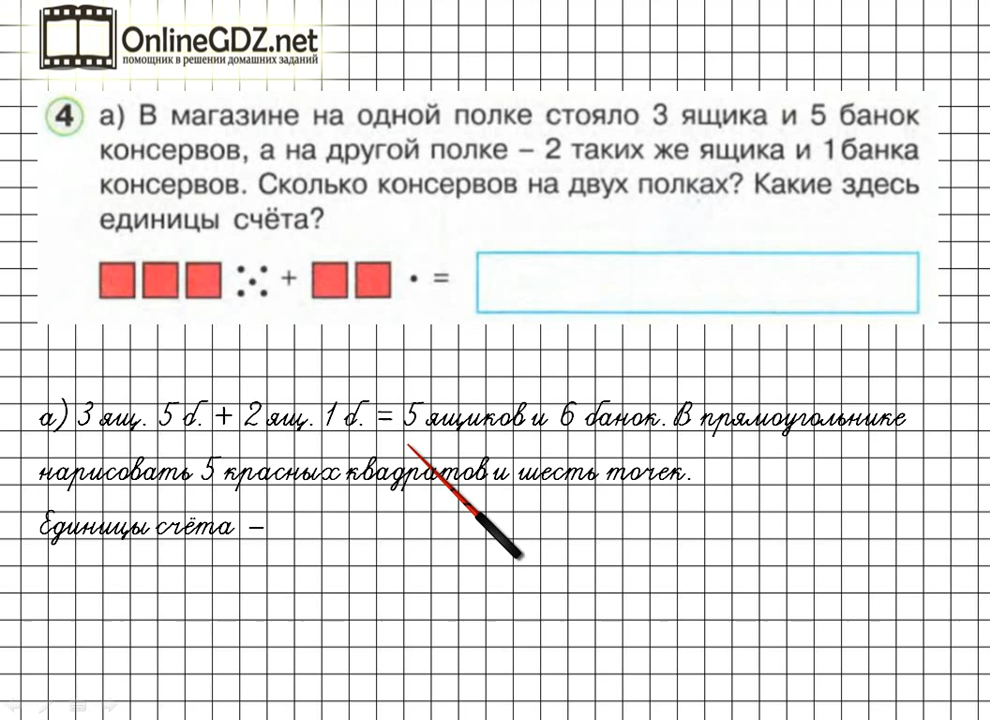 OnlineGDZ.net
помощник в решении домашних заданий
4 а) В магазине на одной полке стояло 3 ящика и 5 банок
консервов, а на другой полке – 2 таких же ящика и 1 банка
консервов. Сколько консервов на двух полках? Какие здесь
единицы счёта?
+ =
а) 3 ящ. 5 б. + 2 ящ. 1 б. = 5 ящиков и 6 банок. В прямоугольнике
нарисовать 5 красных квадратов и шесть точек.
Единицы счёта –